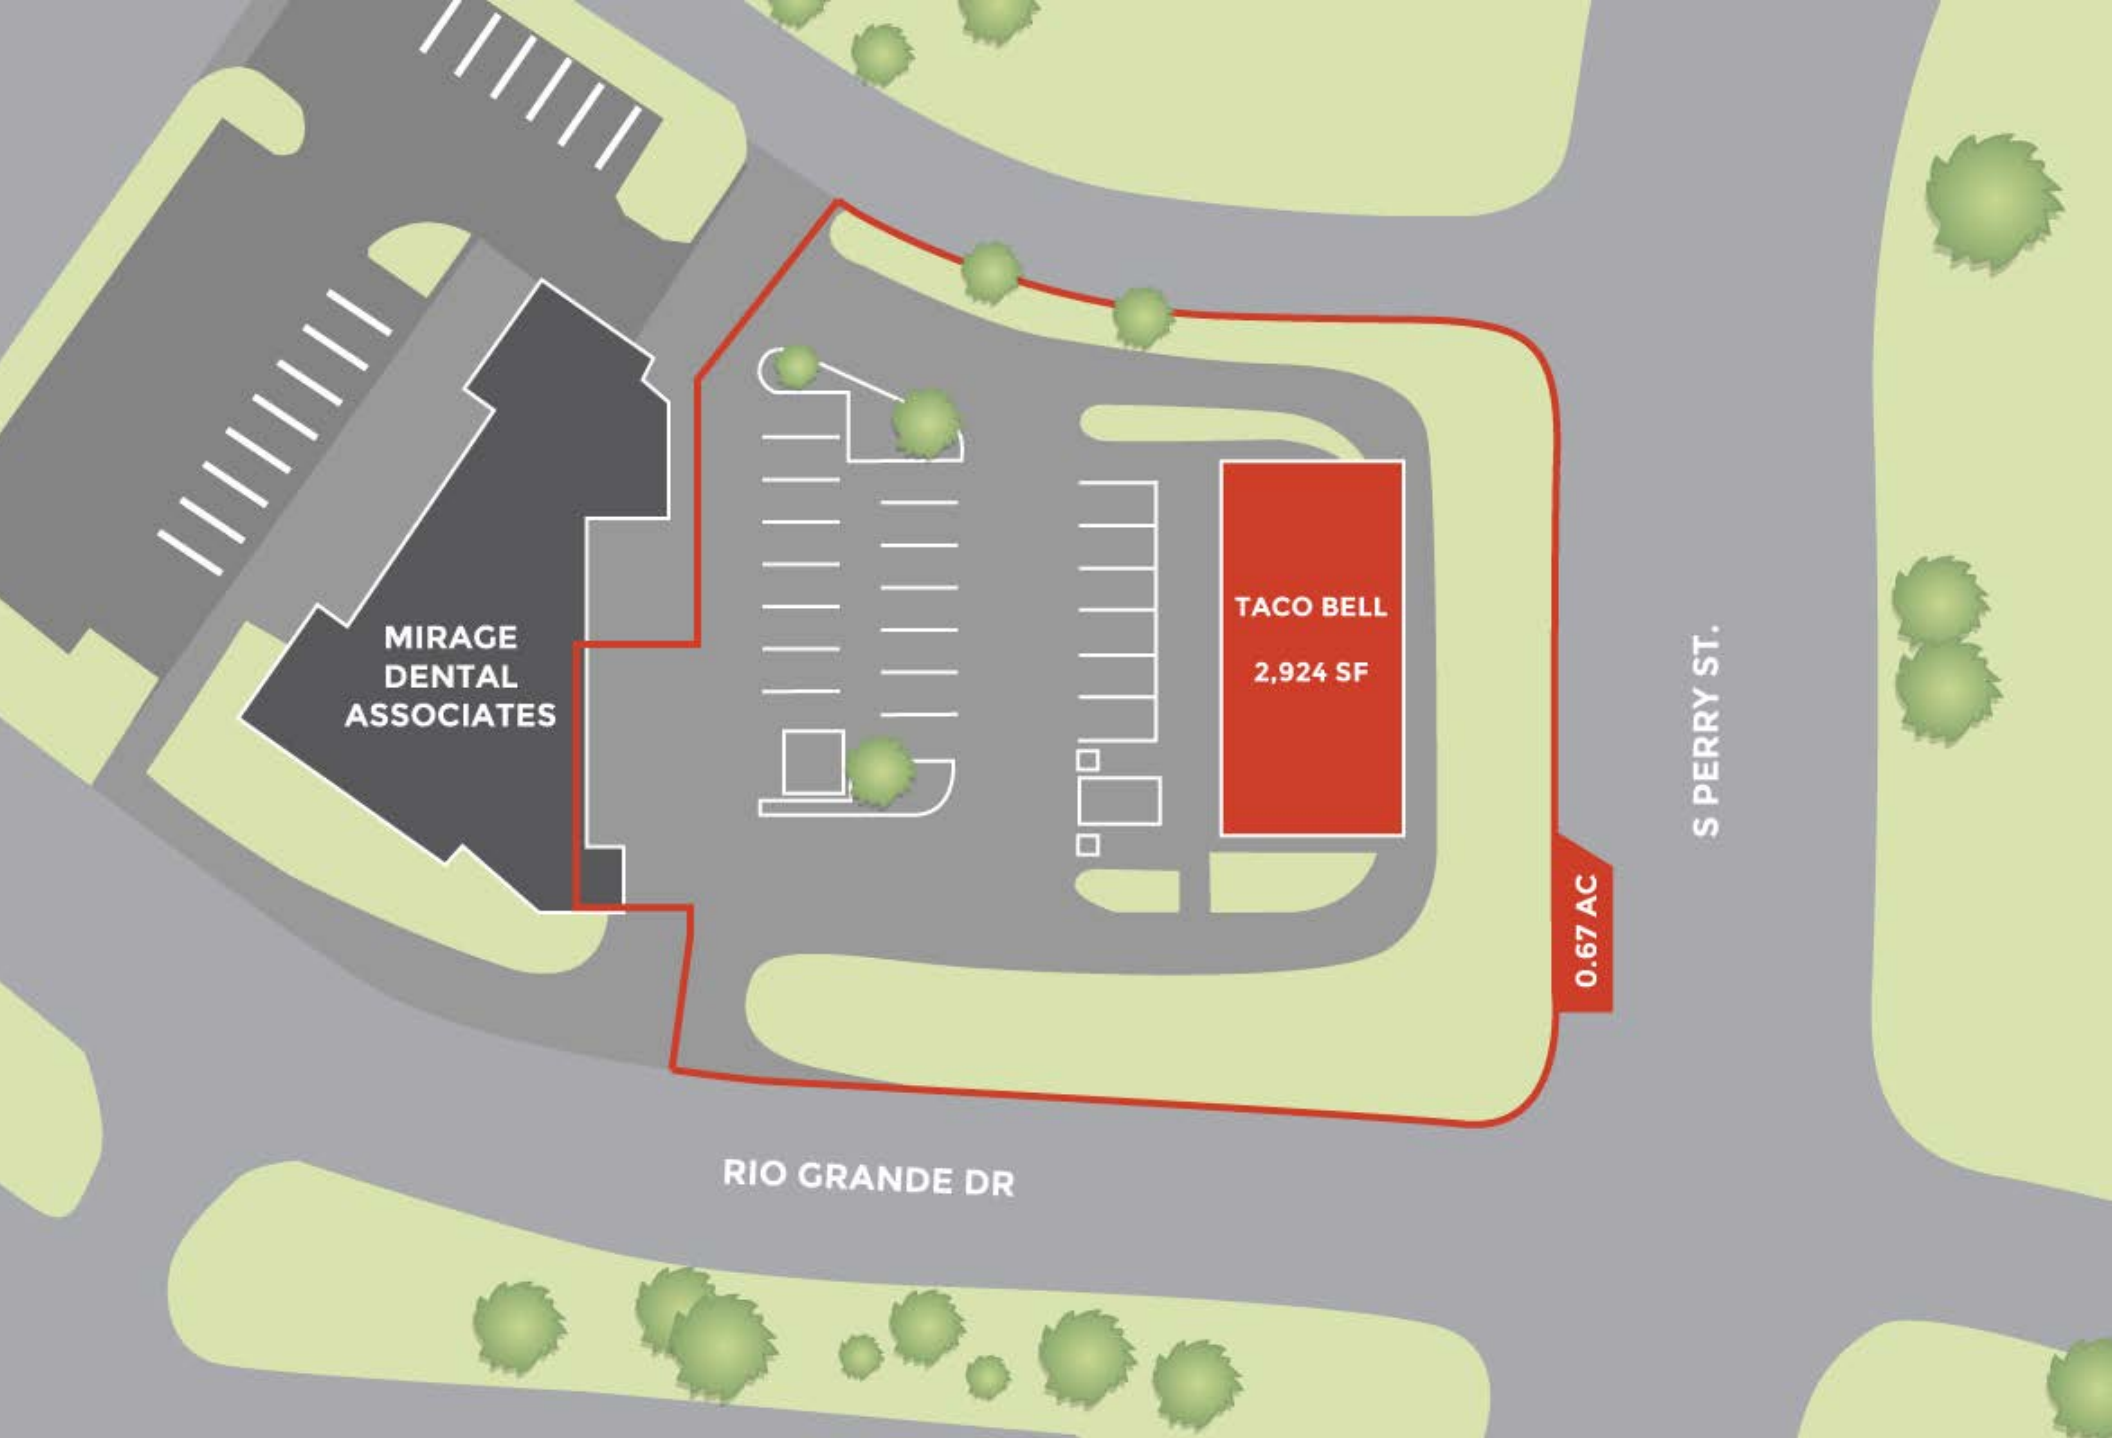 MIRAGE
DENTAL
ASSOCIATES
TACO BELL
2,924 SF
S PERRY ST.
0.67 AC
RIO GRANDE DR